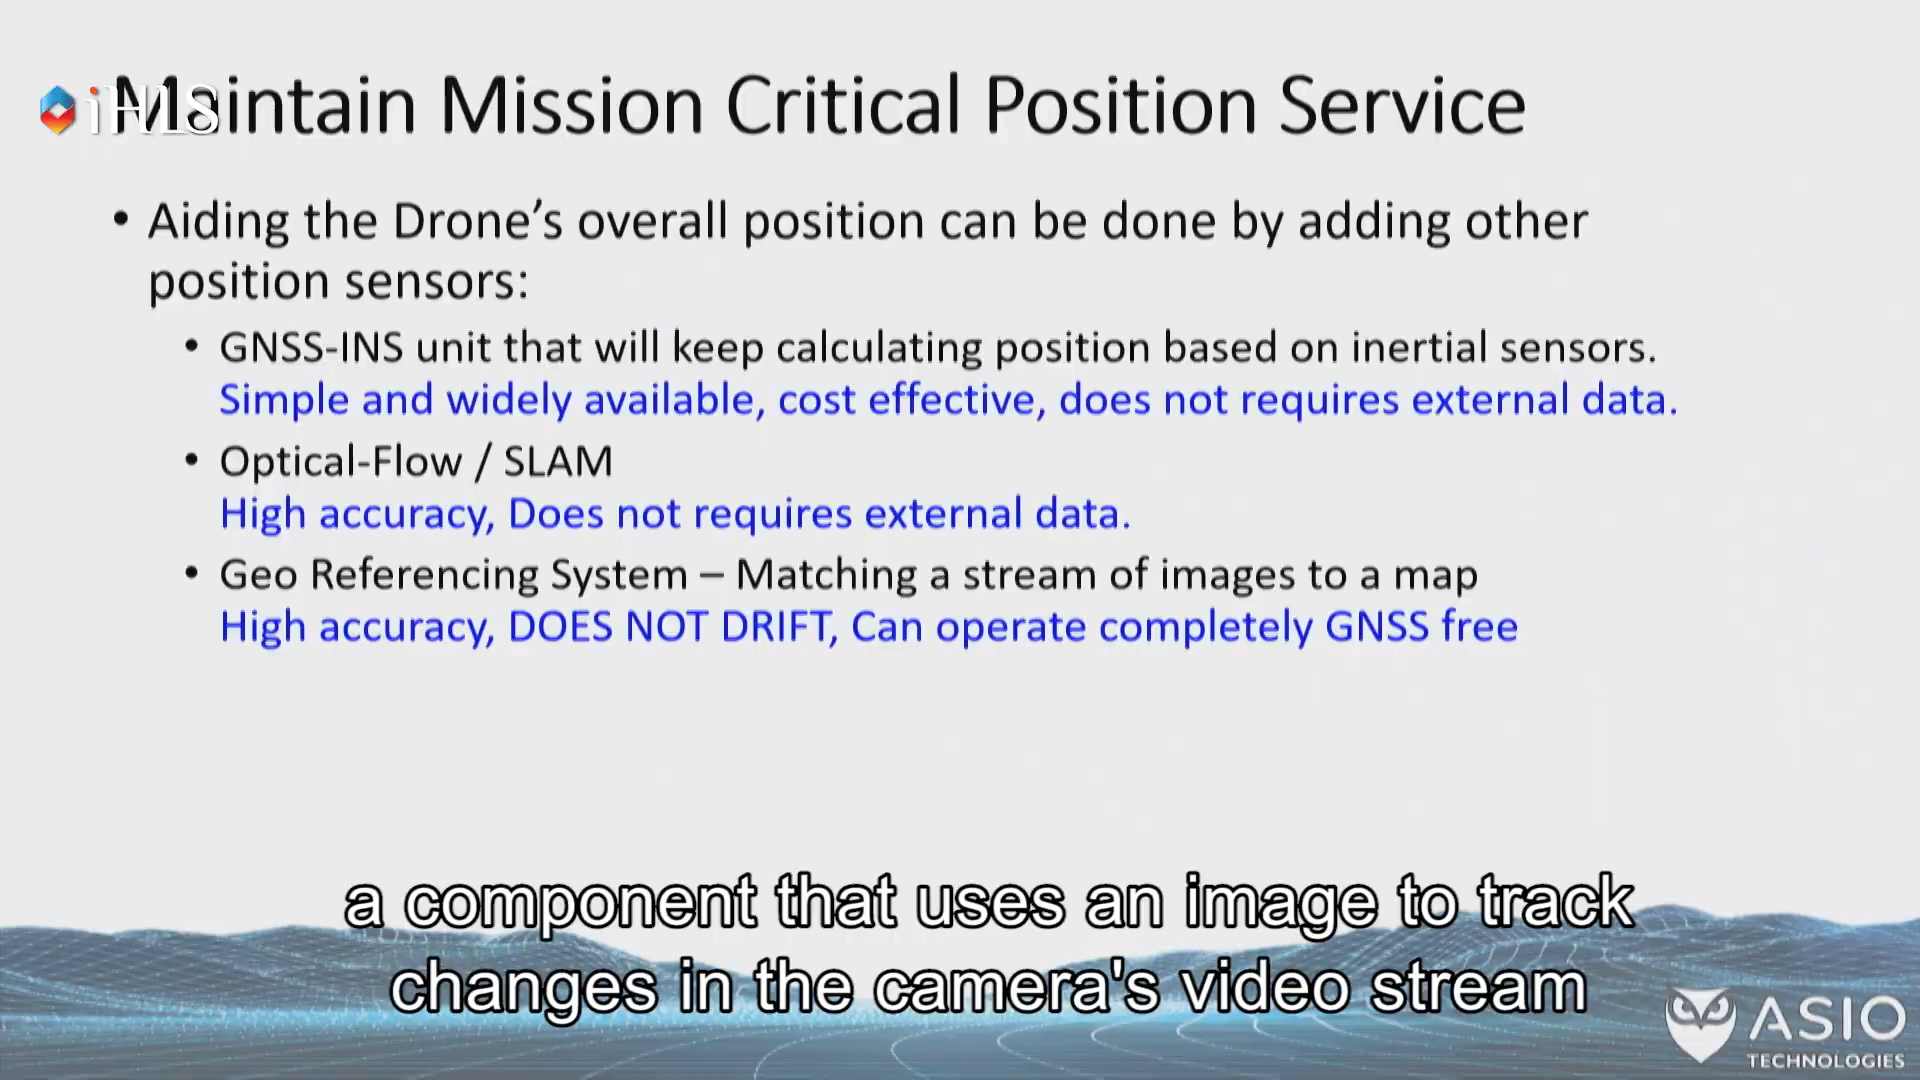 iHLS
Maintain Mission Critical Position Service
• Aiding the Drone’s overall position can be done by adding other
position sensors:
• GNSS-INS unit that will keep calculating position based on inertial sensors.
Simple and widely available, cost effective, does not requires external data.
• Optical-Flow / SLAM
High accuracy, Does not requires external data.
• Geo Referencing System – Matching a stream of images to a map
High accuracy, DOES NOT DRIFT, Can operate completely GNSS free
a component that uses an image to track
changes in the camera's video stream
ASIO
TECHNOLOGIES